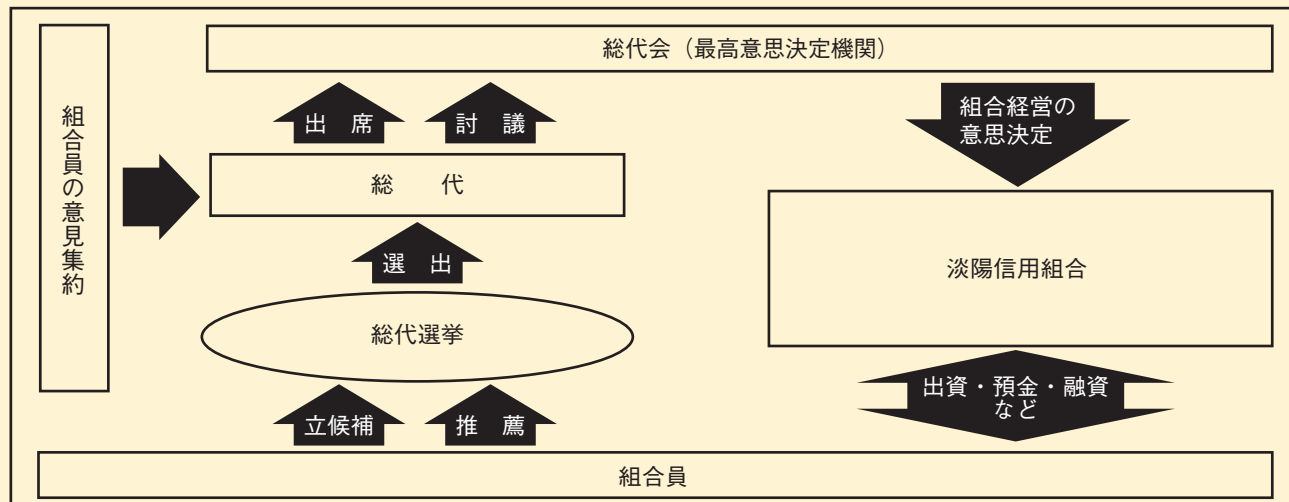 総代会（最高意思決定機関）
組合員の意見集約
出　席
討　議
組合経営の
意思決定
総　　代
選　出
淡陽信用組合
総代選挙
立候補
推　薦
出資・預金・融資
など
組合員